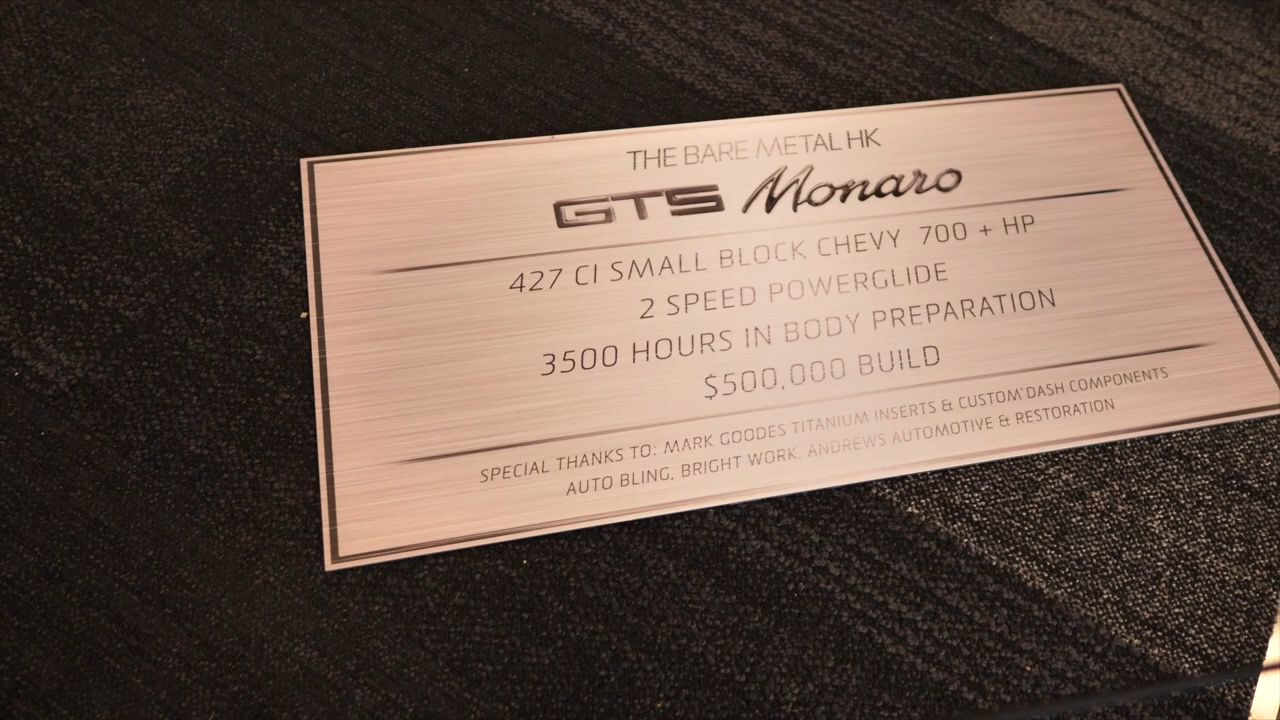 THE BARE METAL HK
GTS Monaro
427 CI SMALL BLOCK CHEVY 700 + HP
2 SPEED POWERGLIDE
3500 HOURS IN BODY PREPARATION
$500,000 BUILD
SPECIAL THANKS TO: MARK GOODES TITANIUM INSERTS & CUSTOM DASH COMPONENTS
AUTO BLING, BRIGHT WORK. ANDREWS AUTOMOTIVE & RESTORATION